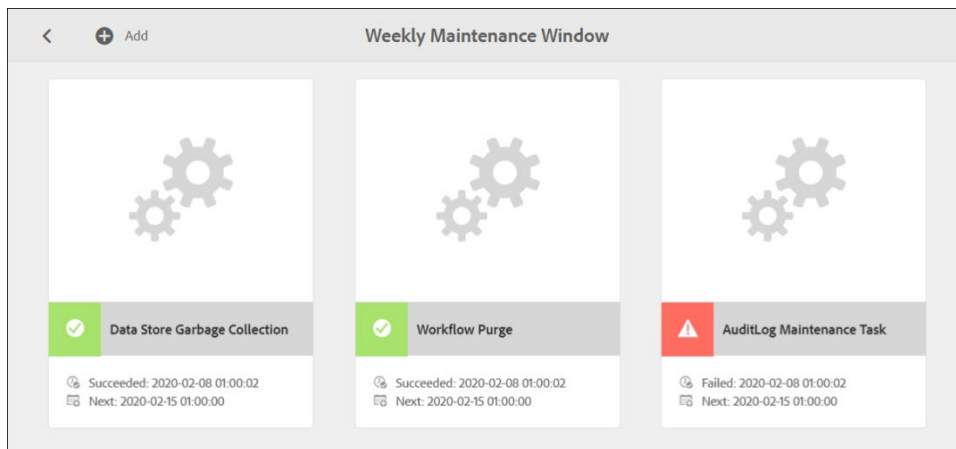 Add
Weekly Maintenance Window
Data Store Garbage Collection
Succeeded: 2020-02-08 01:00:02
Next: 2020-02-15 01:00:00
Workflow Purge
Succeeded: 2020-02-08 01:00:02
Next: 2020-02-15 01:00:00
AuditLog Maintenance Task
Failed: 2020-02-08 01:00:02
Next: 2020-02-15 01:00:00